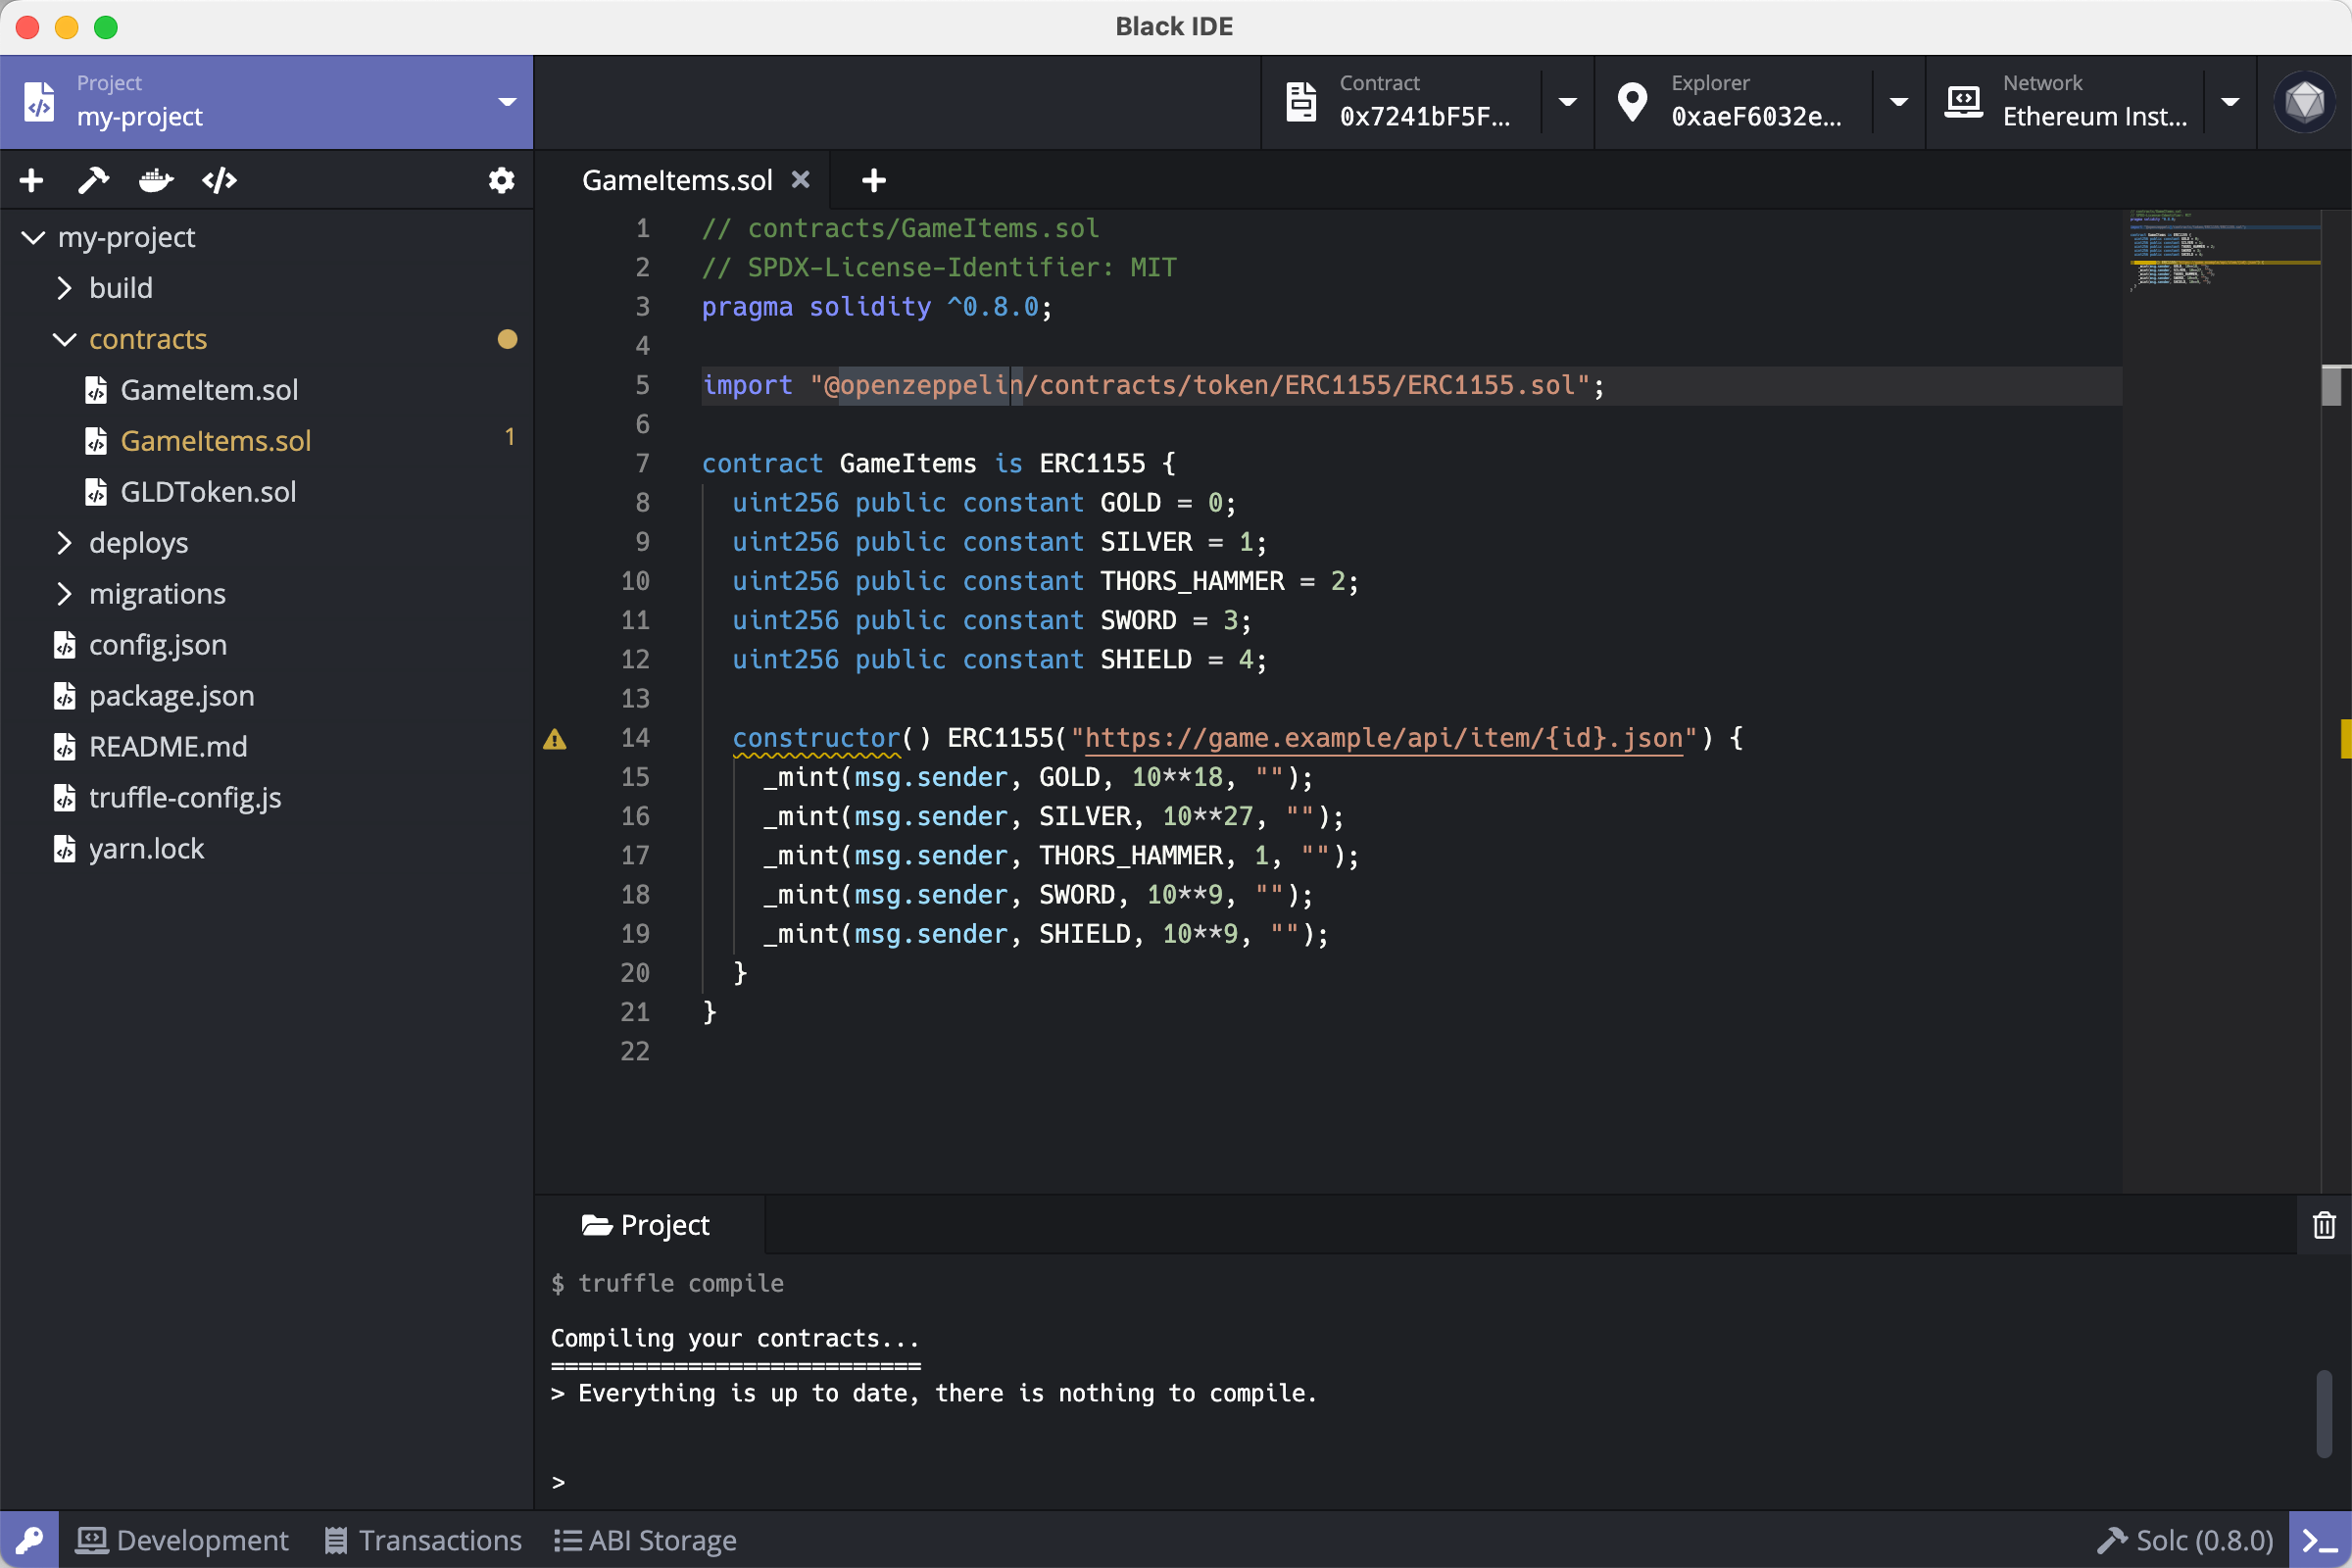 Black IDE
Project
my-project
Contract
0x7241bF5F...
Explorer
0xaeF6032e...
Network
Ethereum Inst...
GameItems.sol
my-project
build
contracts
GameItem.sol
GameItems.sol 1
GLDToken.sol
deploys
migrations
config.json
package.json
README.md
truffle-config.js
yarn.lock
1 // contracts/GameItems.sol
2 // SPDX-License-Identifier: MIT
3 pragma solidity ^0.8.0;
4
5 import "@openzeppelin/contracts/token/ERC1155/ERC1155.sol";
6
7 contract GameItems is ERC1155 {
8 uint256 public constant GOLD = 0;
9 uint256 public constant SILVER = 1;
10 uint256 public constant THORS_HAMMER = 2;
11 uint256 public constant SWORD = 3;
12 uint256 public constant SHIELD = 4;
13
14 constructor() ERC1155("https://game.example/api/item/{id}.json") {
15 _mint(msg.sender, GOLD, 10**18, "");
16 _mint(msg.sender, SILVER, 10**27, "");
17 _mint(msg.sender, THORS_HAMMER, 1, "");
18 _mint(msg.sender, SWORD, 10**9, "");
19 _mint(msg.sender, SHIELD, 10**9, "");
20 }
21 }
22
Project
$ truffle compile
Compiling your contracts...
===========================
> Everything is up to date, there is nothing to compile.
>
Development
Transactions
ABI Storage
Solc (0.8.0)